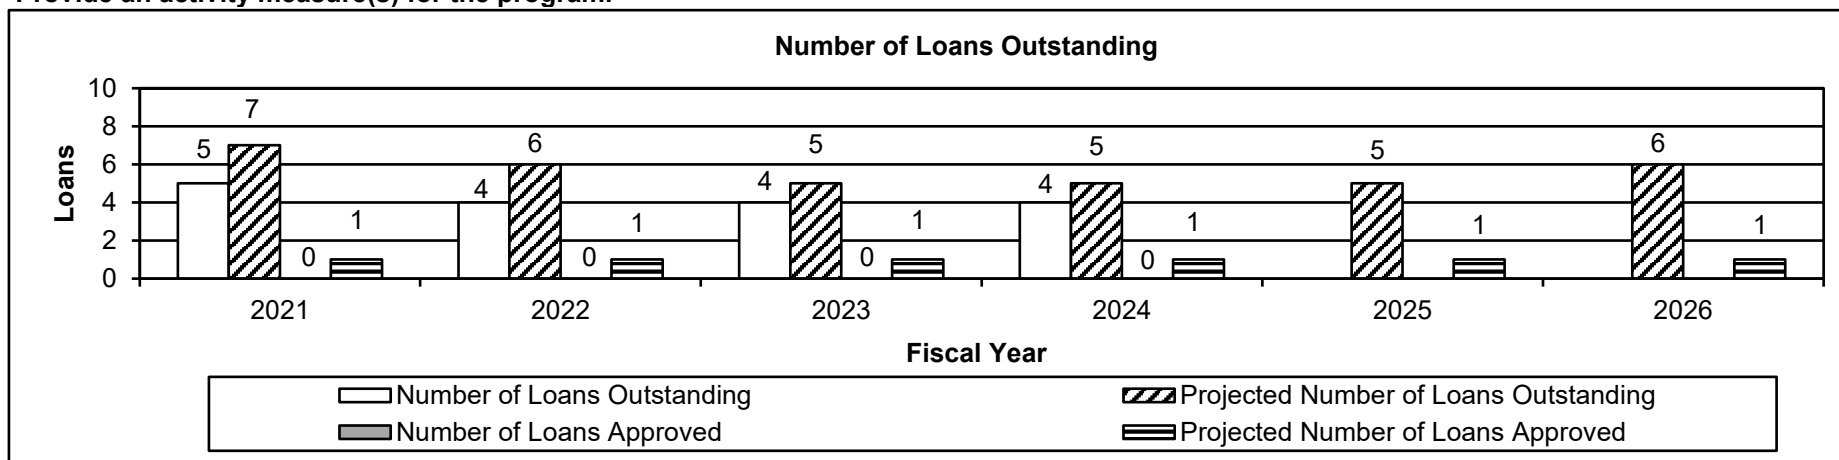 Provide an activity measure(s) for the program.
Number of Loans Outstanding
10
8
6
4
2
0
Loans
5 7 0 1
4 6 0 1
4 5 0 1
4 5 0 1
5 1
6 1
2021 2022 2023 2024 2025 2026
Fiscal Year
Number of Loans Outstanding Projected Number of Loans Outstanding
Number of Loans Approved Projected Number of Loans Approved